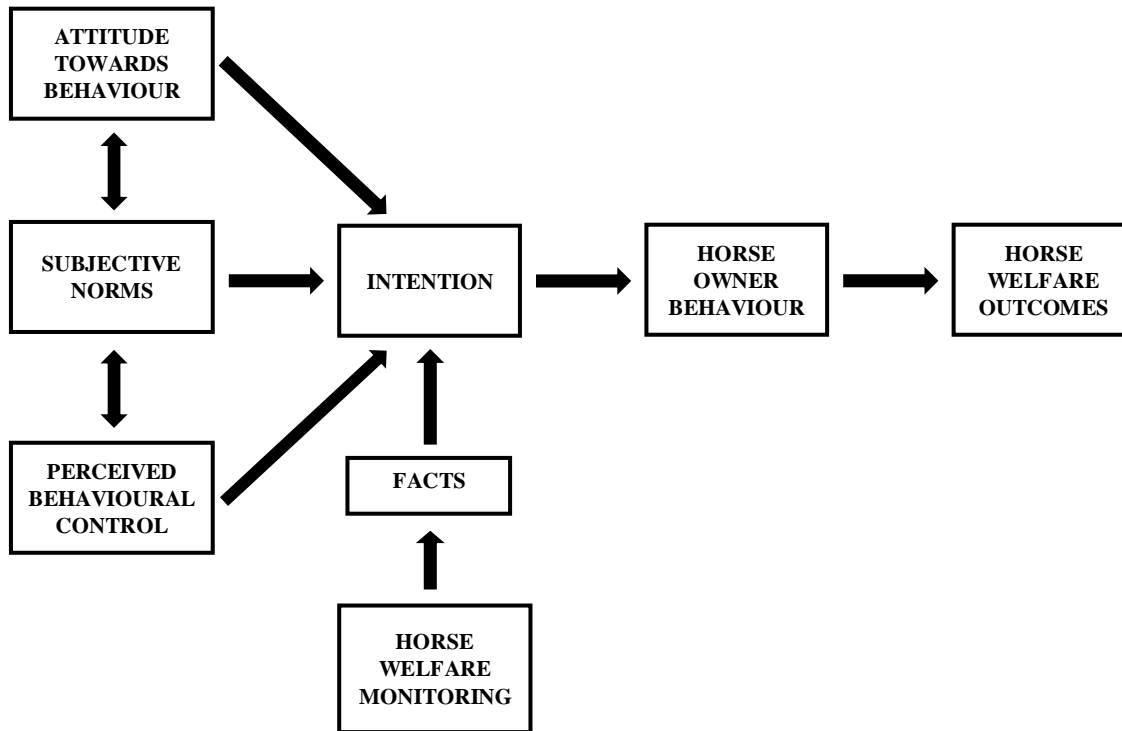 ATTITUDE
TOWARDS
BEHAVIOUR
SUBJECTIVE
NORMS
INTENTION
HORSE
OWNER
BEHAVIOUR
HORSE
WELFARE
OUTCOMES
PERCEIVED
BEHAVIOURAL
CONTROL
FACTS
HORSE
WELFARE
MONITORING